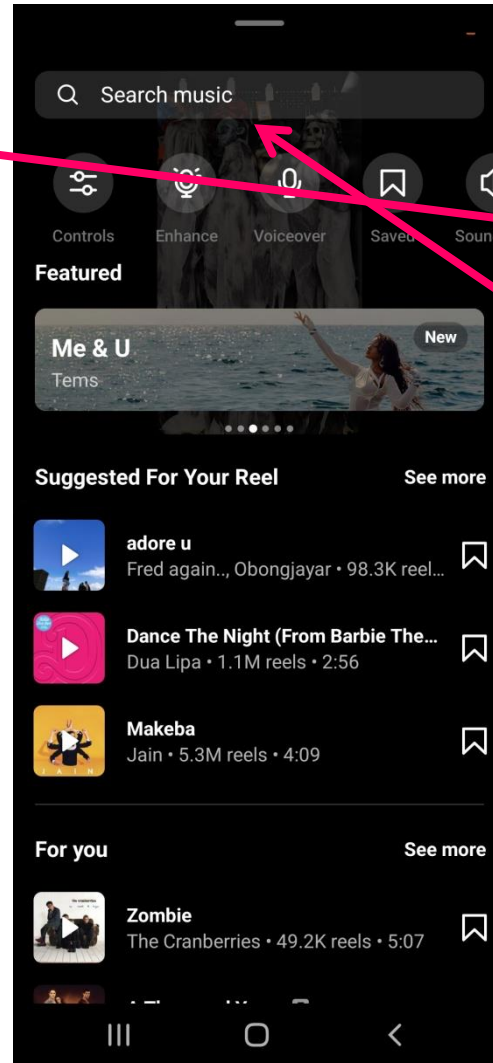 Search music
Controls Enhance Voiceover Saved Soun
Featured
Me & U
New
Tems
Suggested For Your Reel See more
adore u
Fred again.., Obongjayar • 98.3K reel...
Dance The Night (From Barbie The...
Dua Lipa • 1.1M reels • 2:56
Makeba
Jain • 5.3M reels • 4:09
JAIN
For you See more
Zombie
The Cranberries • 49.2K reels • 5:07